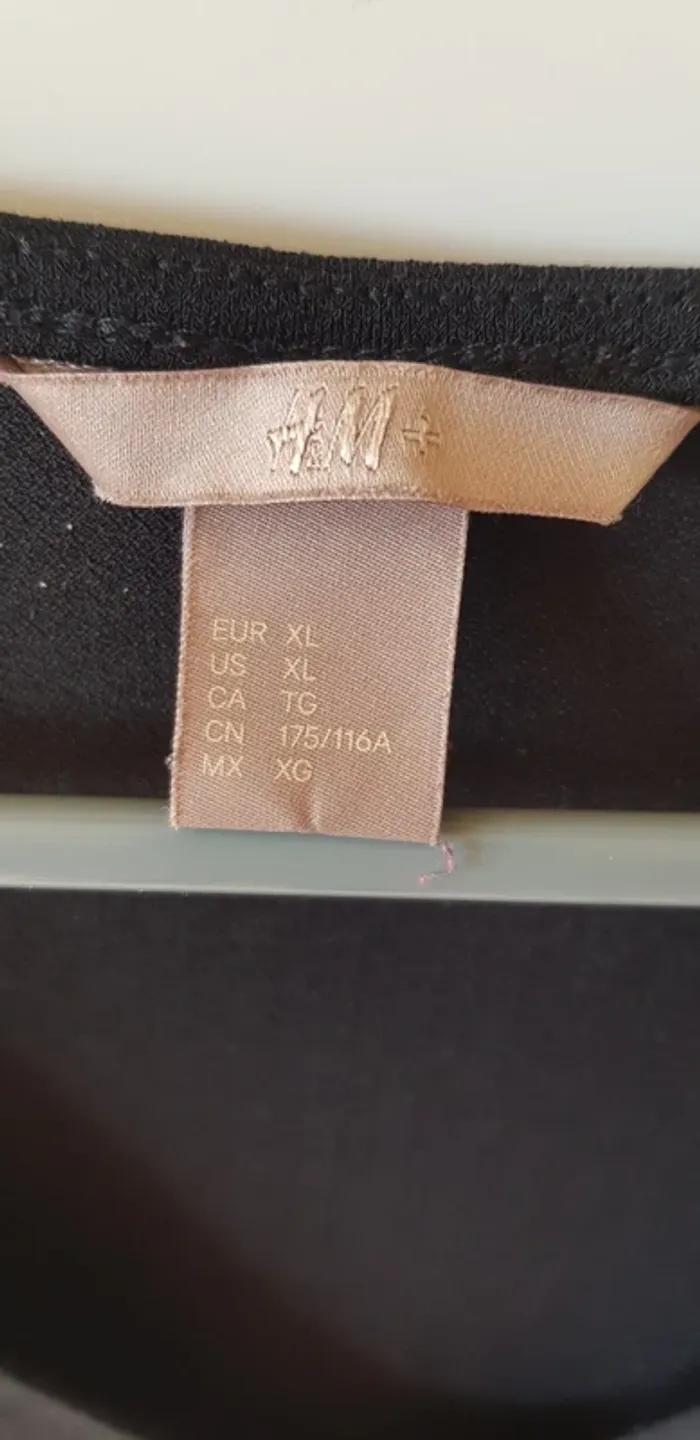 H&M+
EUR XL
US XL
CA TG
CN 175/116A
MX XG